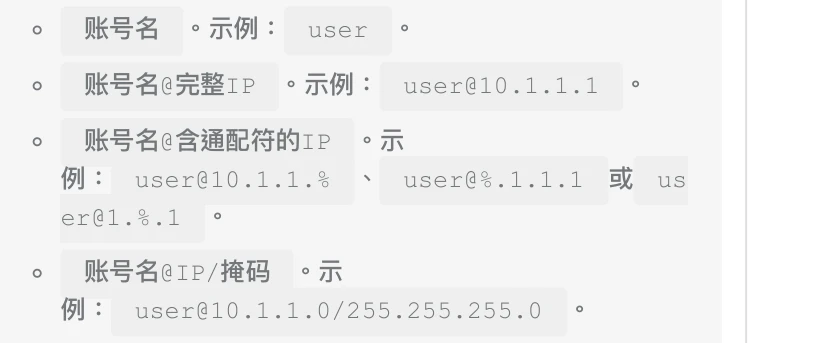 账号名 。示例： user 。
账号名@完整IP 。示例： user@10.1.1.1 。
账号名@含通配符的IP 。示
例： user@10.1.1.% 、 user@%.1.1.1 或 us
er@1.%.1 。
账号名@IP/掩码 。示
例： user@10.1.1.0/255.255.255.0 。